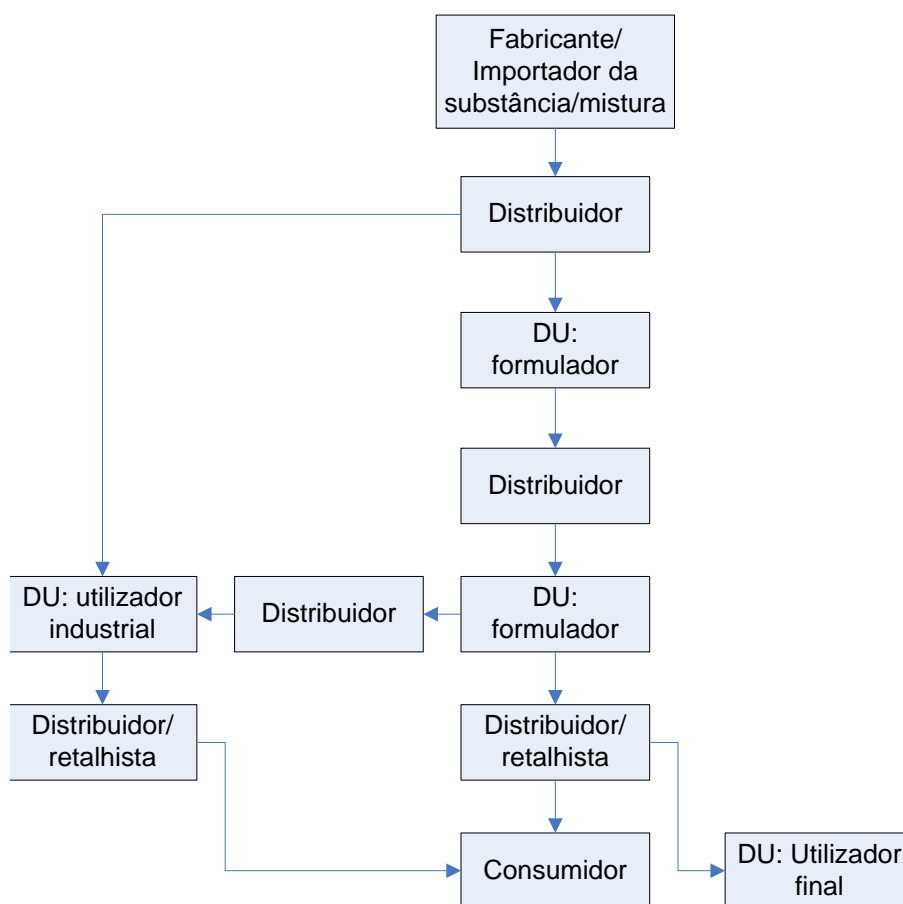 Fabricante/
Importador da
substância/mistura
Distribuidor
DU:
formulador
Distribuidor
DU: utilizador
industrial
Distribuidor
DU:
formulador
Distribuidor/
retalhista
Distribuidor/
retalhista
Consumidor
DU: Utilizador
final